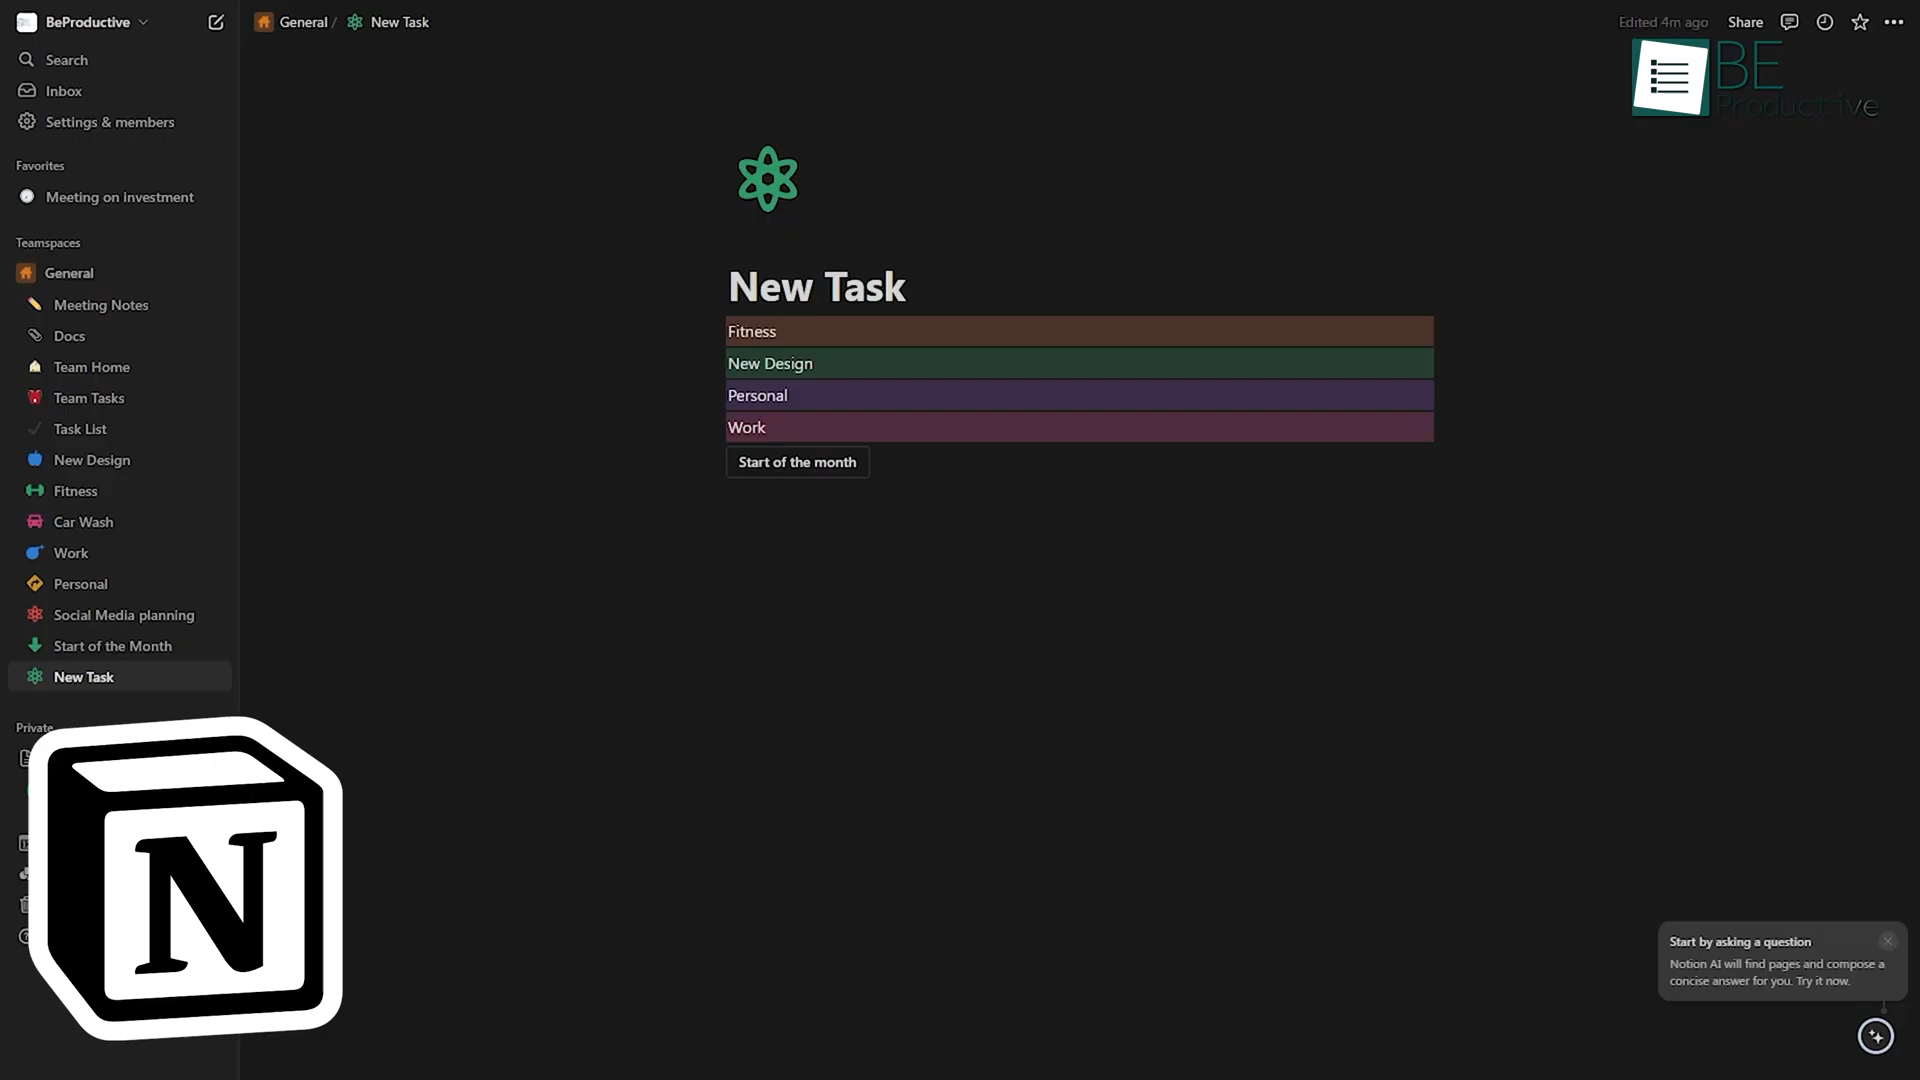 BeProductive
Search
Inbox
Settings & members
Favorites
Meeting on investment
Teamspaces
General
Meeting Notes
Docs
Team Home
Team Tasks
Task List
New Design
Fitness
Car Wash
Work
Personal
Social Media planning
Start of the Month
New Task
Private
N
General / New Task
Edited 4m ago Share
BE
Productive
New Task
Fitness
New Design
Personal
Work
Start of the month
Start by asking a question
Notion AI will find pages and compose a
concise answer for you. Try it now.